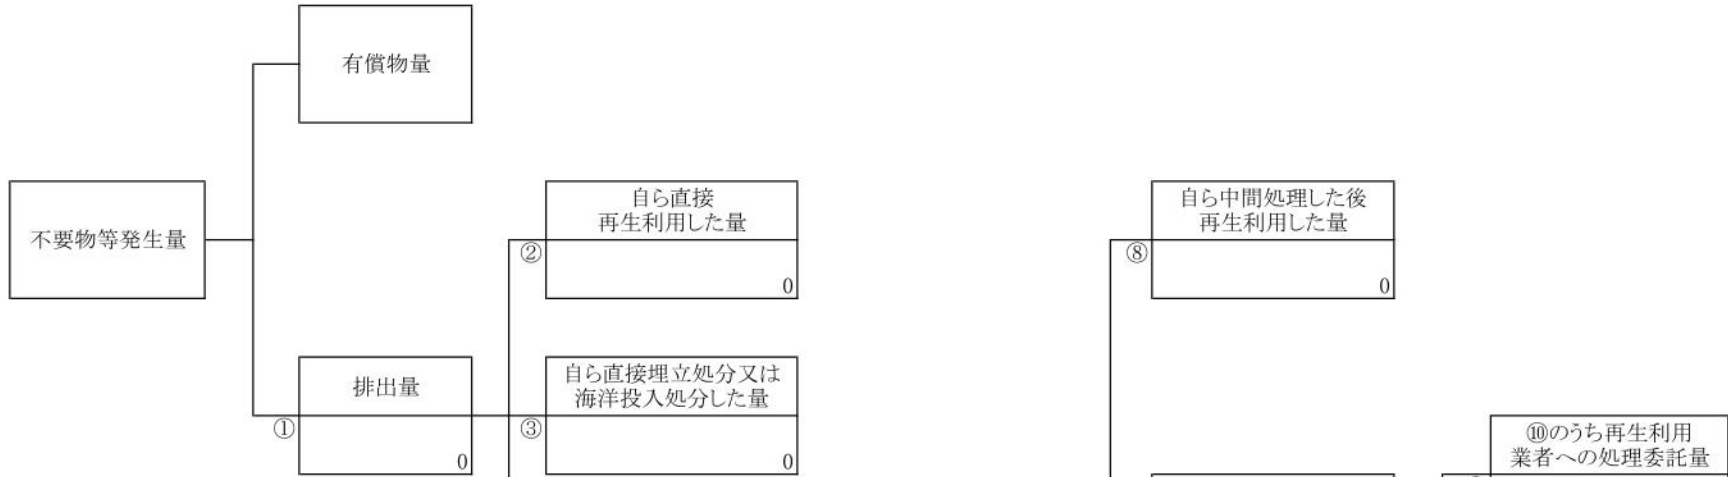 有償物量
不要物等発生量
自ら直接
再生利用した量
②
0
自ら中間処理した後
再生利用した量
⑧
0
排出量
①
0
自ら直接埋立処分又は
海洋投入処分した量
③
0
⑩のうち再生利用
業者への処理委託量